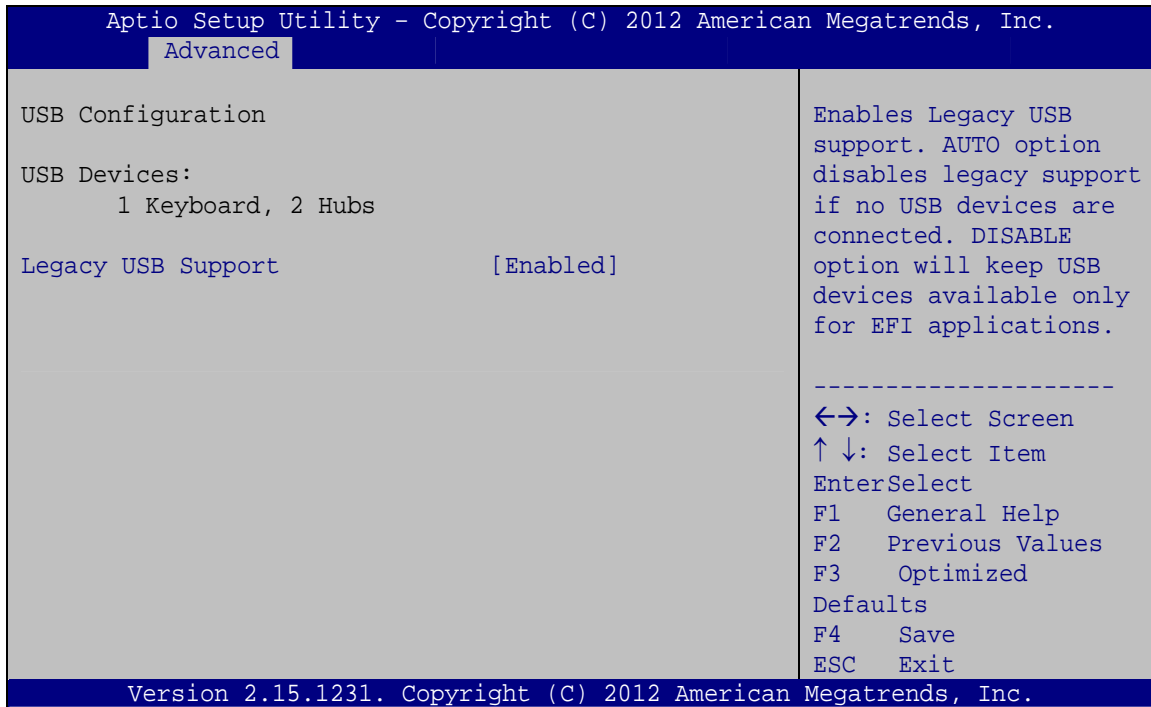 Aptio Setup Utility – Copyright (C) 2012 American Megatrends, Inc.
Advanced
USB Configuration
USB Devices:
1 Keyboard, 2 Hubs
Legacy USB Support [Enabled]
Enables Legacy USB
support. AUTO option
disables legacy support
if no USB devices are
connected. DISABLE
option will keep USB
devices available only
for EFI applications.
---------------------
←→: Select Screen
↑ ↓: Select Item
EnterSelect
F1 General Help
F2 Previous Values
F3 Optimized
Defaults
F4 Save
ESC Exit
Version 2.15.1231. Copyright (C) 2012 American Megatrends, Inc.